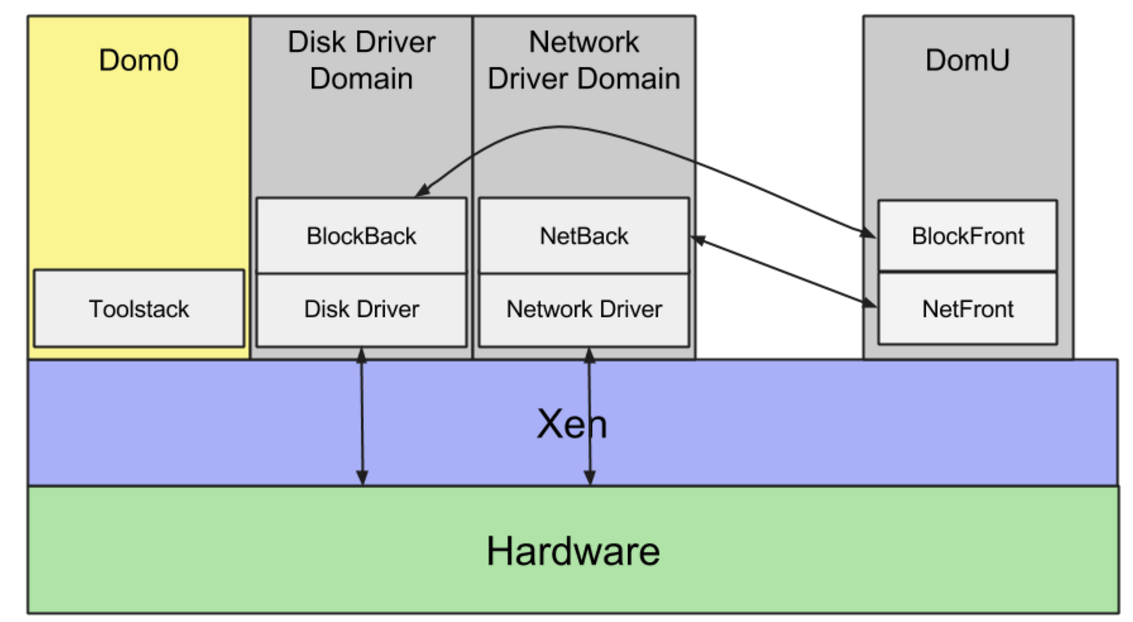 Dom0
Disk Driver
Domain
Network
Driver Domain
DomU
BlockBack
NetBack
BlockFront
Toolstack
Disk Driver
Network Driver
NetFront
Xen
Hardware